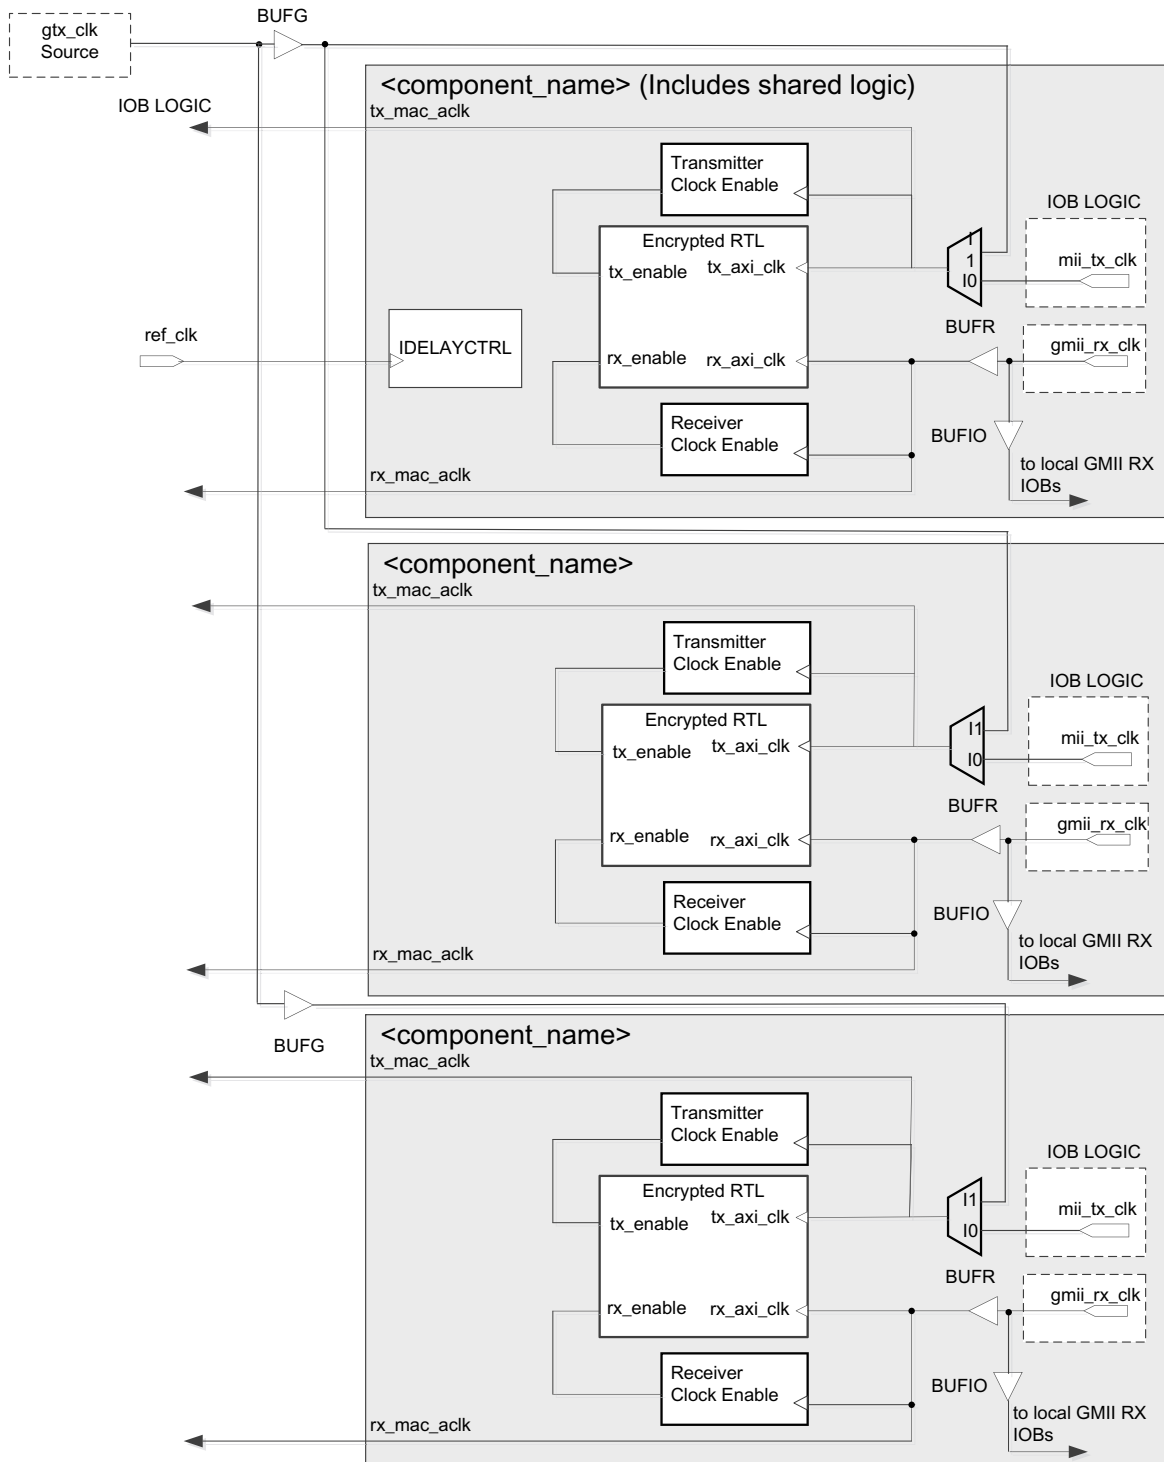 gtx_clk
Source
BUFG
<component_name> (Includes shared logic)
IOB LOGIC
tx_mac_aclk
Transmitter
Clock Enable
IOB LOGIC
Encrypted RTL
tx_enable
tx_axi_clk
I
1
I0
mii_tx_clk
ref_clk
IDELAYCTRL
BUFR
gmii_rx_clk
rx_enable
rx_axi_clk
Receiver
Clock Enable
BUFIO
to local GMII RX
IOBs
rx_mac_aclk
<component_name>
tx_mac_aclk
Transmitter
Clock Enable
IOB LOGIC
Encrypted RTL
tx_enable
tx_axi_clk
I1
I0
mii_tx_clk
BUFR
gmii_rx_clk
rx_enable
rx_axi_clk
Receiver
Clock Enable
BUFIO
to local GMII RX
IOBs
rx_mac_aclk
BUFG
<component_name>
tx_mac_aclk
Transmitter
Clock Enable
IOB LOGIC
Encrypted RTL
tx_enable
tx_axi_clk
I1
I0
mii_tx_clk
BUFR
gmii_rx_clk
rx_enable
rx_axi_clk
Receiver
Clock Enable
BUFIO
to local GMII RX
IOBs
rx_mac_aclk